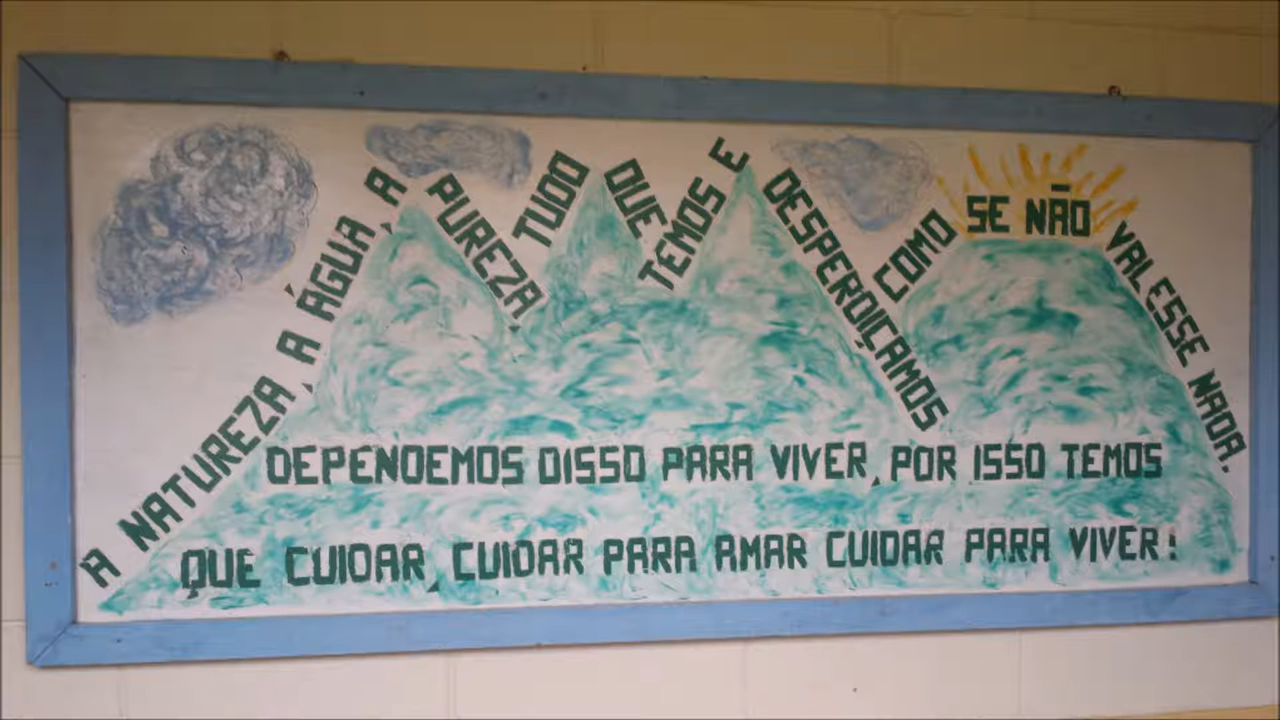 A NATUREZA, A ÁGUA, A PUREZA, TUDO QUE TEMOS E DESPERDIÇAMOS COMO SE NÃO VALESSE NADA.
DEPENDEMOS DISSO PARA VIVER, POR ISSO TEMOS
QUE CUIDAR, CUIDAR PARA AMAR CUIDAR PARA VIVER!